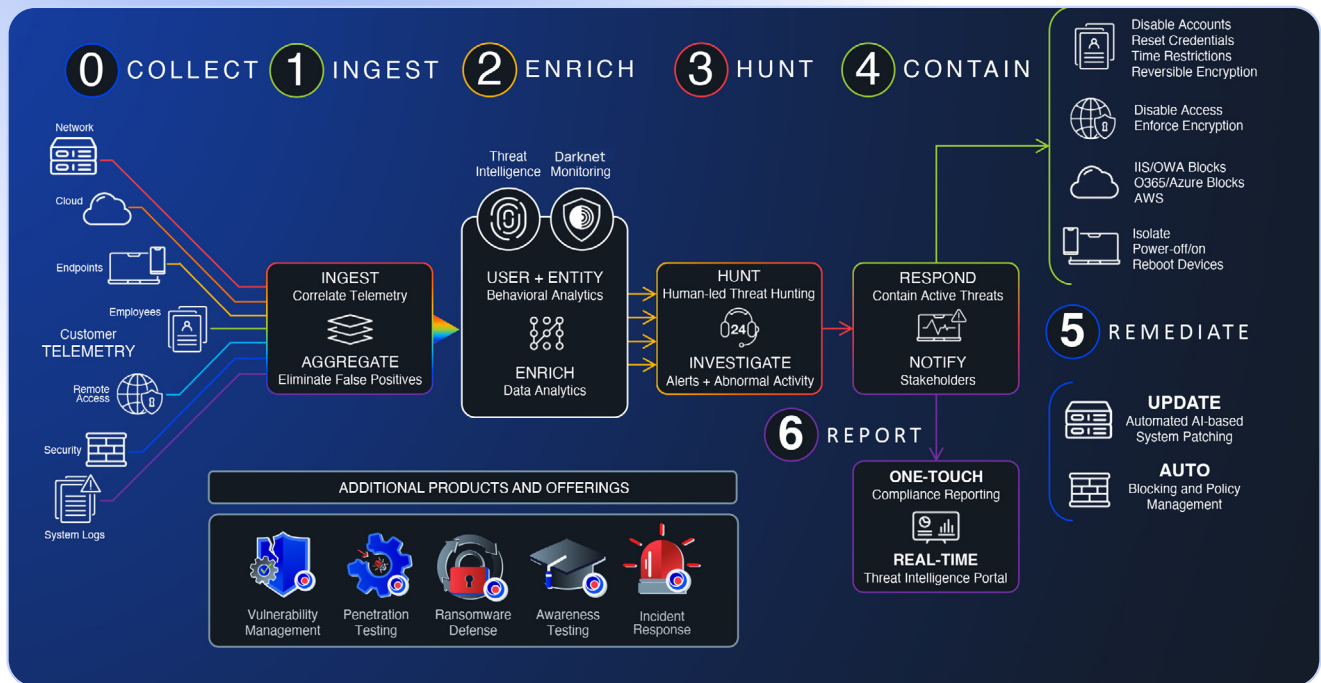 0 COLLECT
1 INGEST
2 ENRICH
3 HUNT
4 CONTAIN
Network
Cloud
Endpoints
Employees
Customer
TELEMETRY
Remote
Access
Security
System Logs
INGEST
Correlate Telemetry
AGGREGATE
Eliminate False Positives
Threat
Intelligence
Darknet
Monitoring
USER + ENTITY
Behavioral Analytics
ENRICH
Data Analytics
HUNT
Human-led Threat Hunting
24
INVESTIGATE
Alerts + Abnormal Activity
RESPOND
Contain Active Threats
NOTIFY
Stakeholders
Disable Accounts
Reset Credentials
Time Restrictions
Reversible Encryption
Disable Access
Enforce Encryption
IIS/OWA Blocks
O365/Azure Blocks
AWS
Isolate
Power-off/on
Reboot Devices
5 REMEDIATE
UPDATE
Automated AI-based
System Patching
AUTO
Blocking and Policy
Management
6 REPORT
ONE-TOUCH
Compliance Reporting
REAL-TIME
Threat Intelligence Portal
ADDITIONAL PRODUCTS AND OFFERINGS
Vulnerability
Management
Penetration
Testing
Ransomware
Defense
Awareness
Testing
Incident
Response